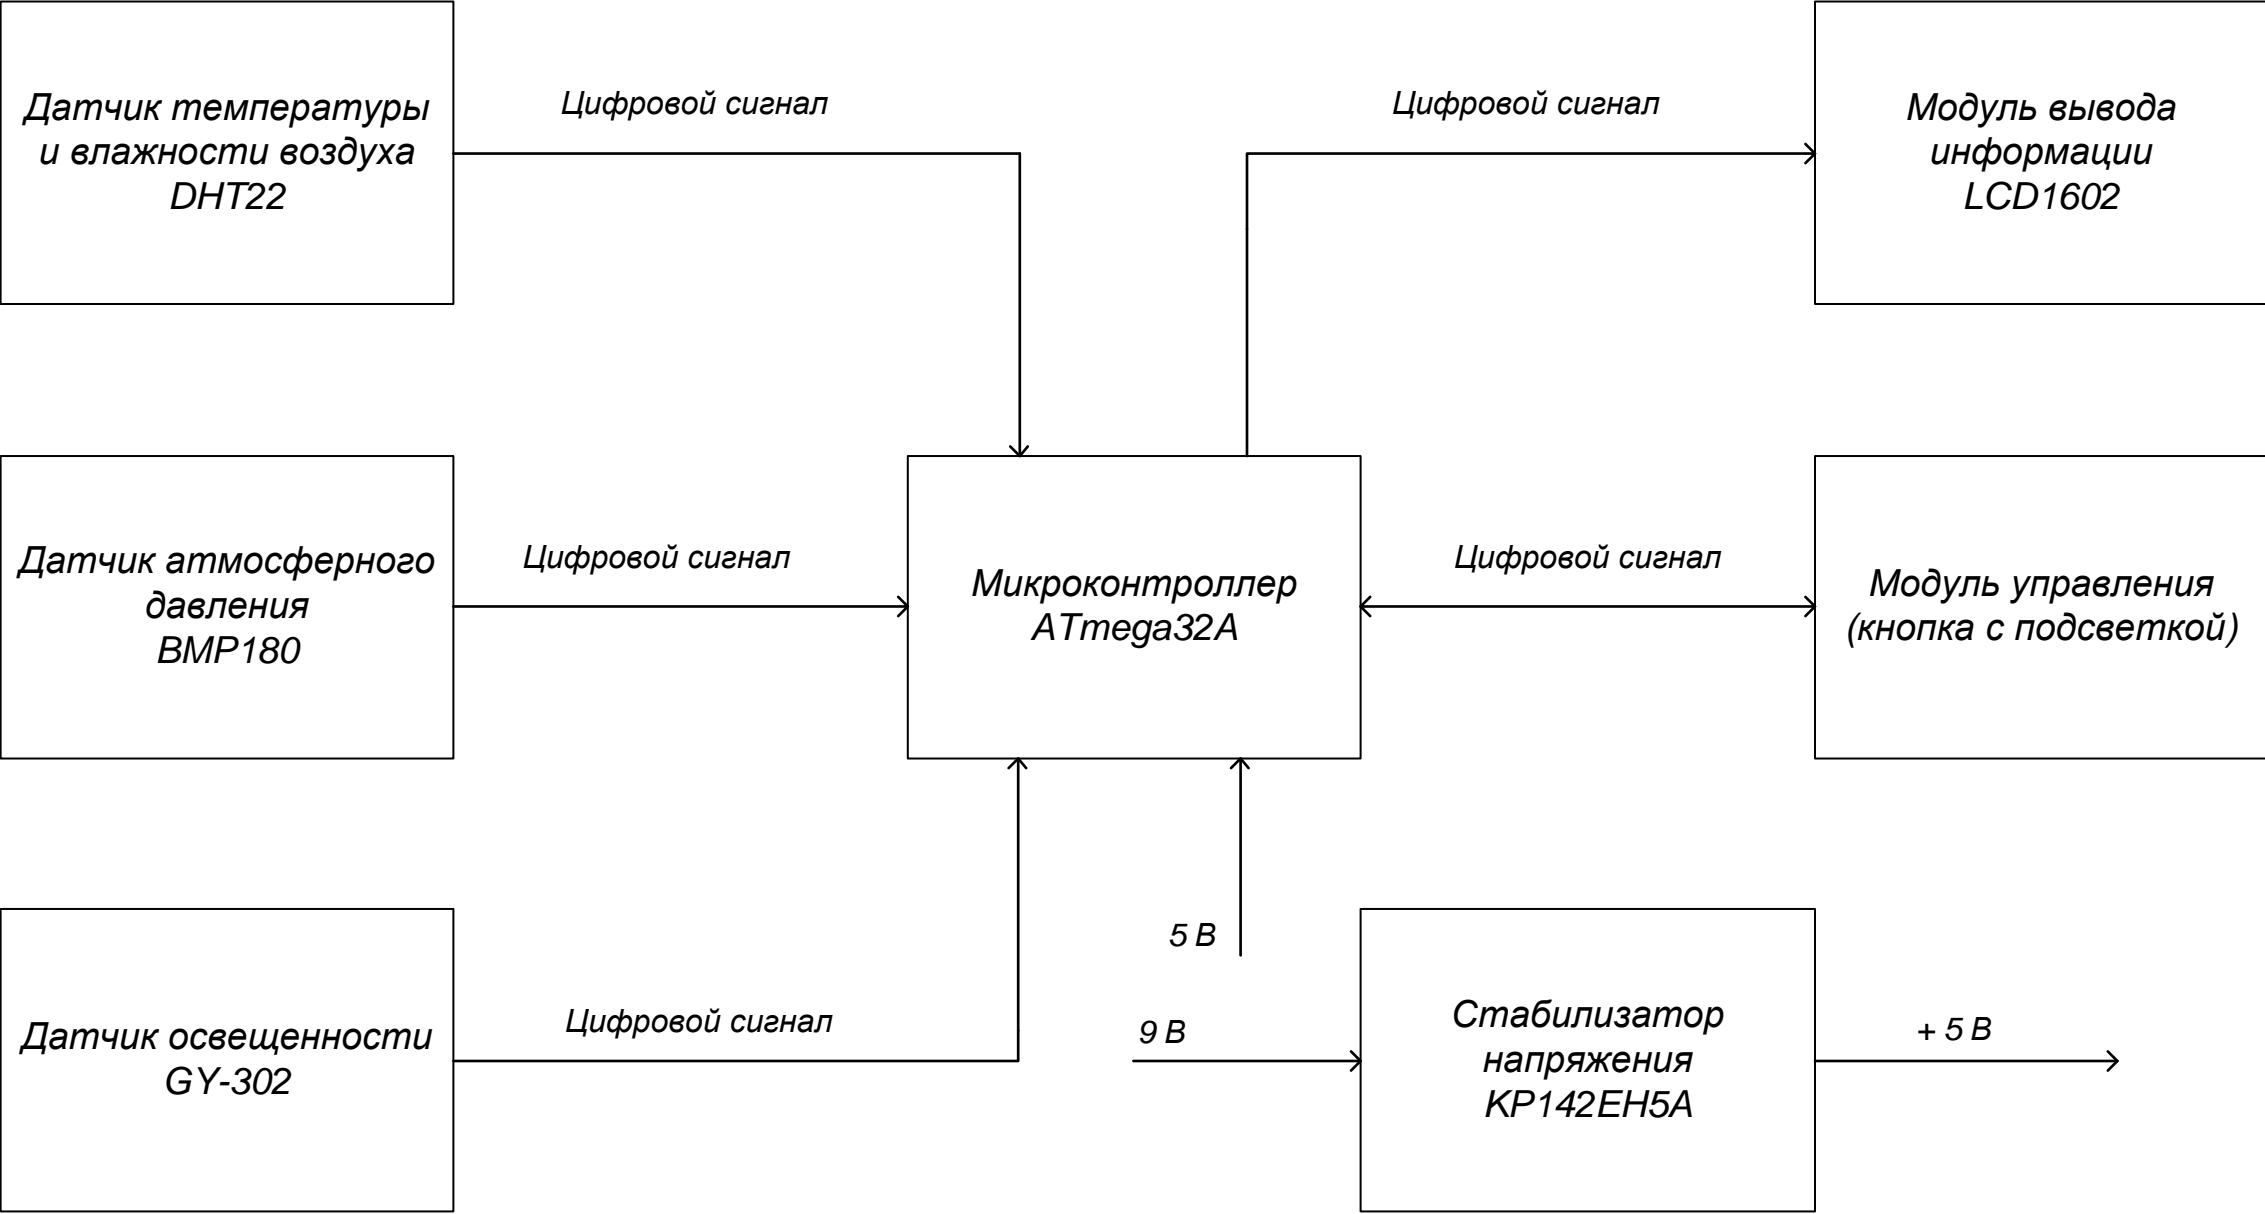 Датчик температуры
и влажности воздуха
DHT22
Цифровой сигнал
Цифровой сигнал
Модуль вывода
информации
LCD1602
Датчик атмосферного
давления
BMP180
Цифровой сигнал
Микроконтроллер
ATmega32A
Цифровой сигнал
Модуль управления
(кнопка с подсветкой)
Датчик освещенности
GY-302
Цифровой сигнал
5 В
9 В
Стабилизатор
напряжения
КР142ЕН5А
+ 5 В